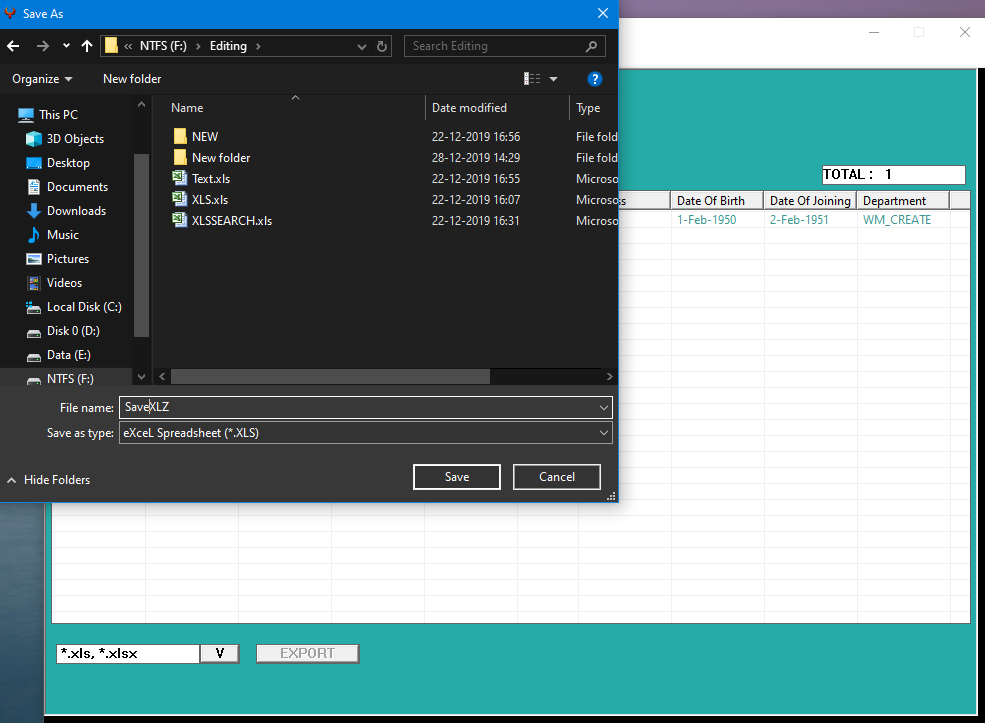 Save As
« NTFS (F:) › Editing ›
Search Editing
Organize
New folder
?
This PC
3D Objects
Desktop
Documents
Downloads
Music
Pictures
Videos
Local Disk (C:)
Disk 0 (D:)
Data (E:)
NTFS (F:)
Name Date modified Type
NEW 22-12-2019 16:56 File fold
New folder 28-12-2019 14:29 File fold
Text.xls 22-12-2019 16:55 Microso
XLS.xls 22-12-2019 16:07 Microso
XLSSEARCH.xls 22-12-2019 16:31 Microso
File name: SaveXLZ
Save as type: eXceL Spreadsheet (*.XLS)
Hide Folders
Save
Cancel
TOTAL: 1
s Date Of Birth Date Of Joining Department
1-Feb-1950 2-Feb-1951 WM_CREATE
*.xls, *.xlsx
V
EXPORT